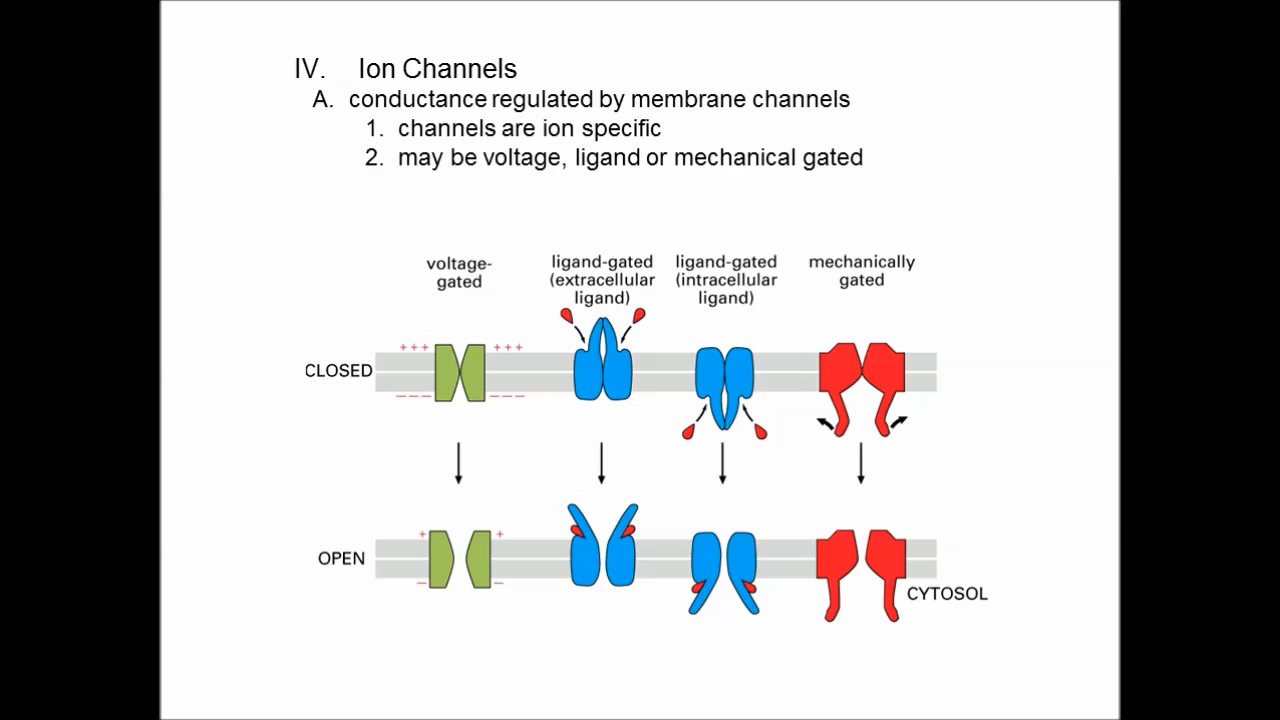 IV. Ion Channels
A. conductance regulated by membrane channels
1. channels are ion specific
2. may be voltage, ligand or mechanical gated
voltage-
gated
ligand-gated
(extracellular
ligand)
ligand-gated
(intracellular
ligand)
mechanically
gated
+++ +++
CLOSED
--- ---
+ +
OPEN
- -
CYTOSOL